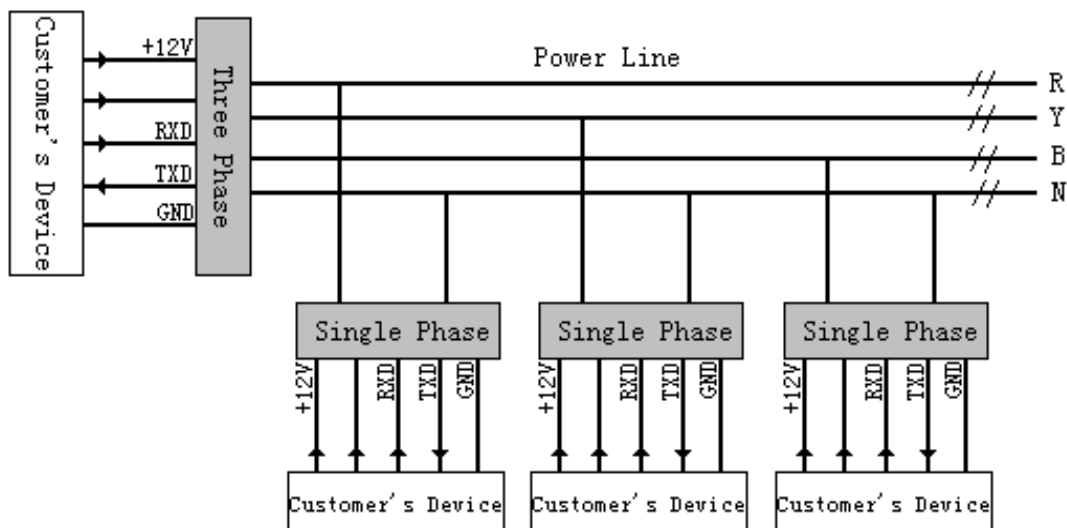 Customer's Device
+12V
RXD
TXD
GND
Three Phase
Power Line
R
Y
B
N
Single Phase
Single Phase
Single Phase
+12V
RXD
TXD
GND
+12V
RXD
TXD
GND
+12V
RXD
TXD
GND
Customer's Device
Customer's Device
Customer's Device